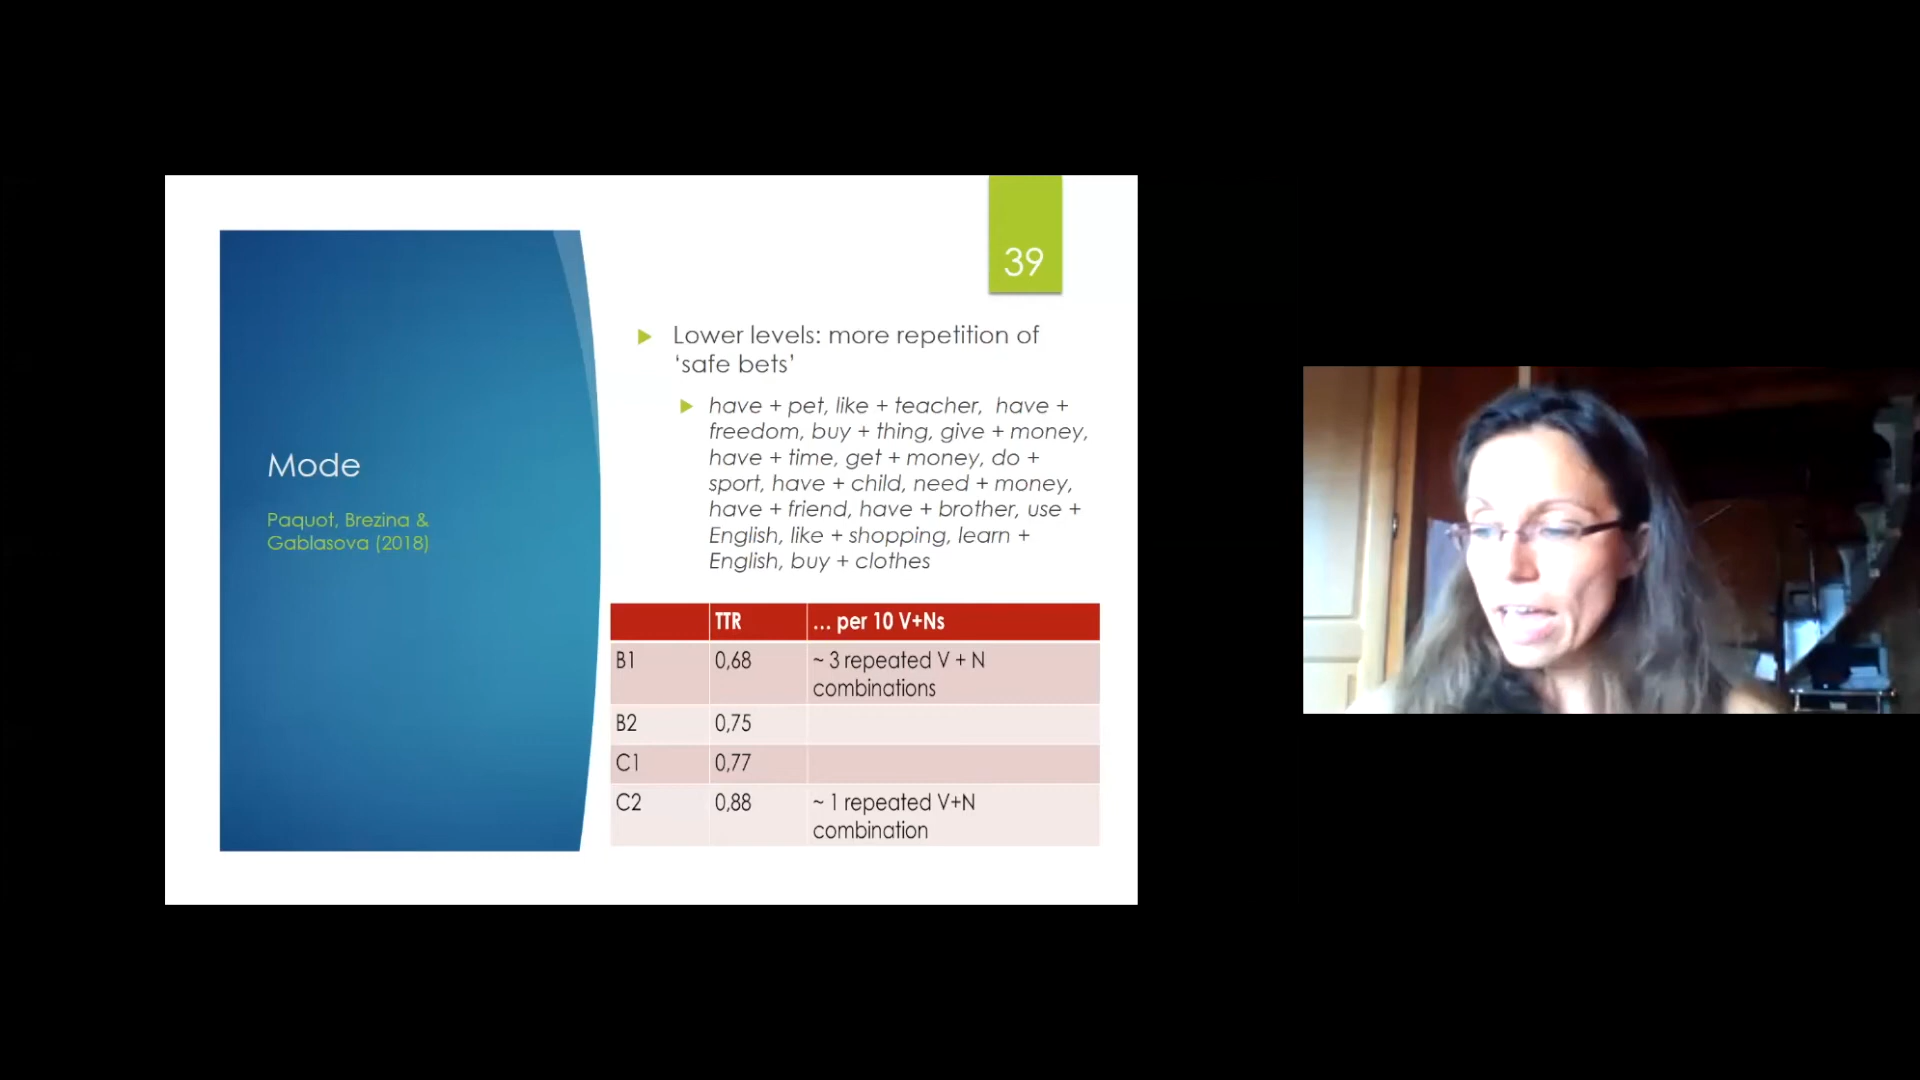 39
Mode
Paquot, Brezina &
Gablasova (2018)
Lower levels: more repetition of
‘safe bets’
have + pet, like + teacher, have +
freedom, buy + thing, give + money,
have + time, get + money, do +
sport, have + child, need + money,
have + friend, have + brother, use +
English, like + shopping, learn +
English, buy + clothes
TTR … per 10 V+Ns
B1 0,68 ~ 3 repeated V + N
combinations
B2 0,75
C1 0,77
C2 0,88 ~ 1 repeated V+N
combination